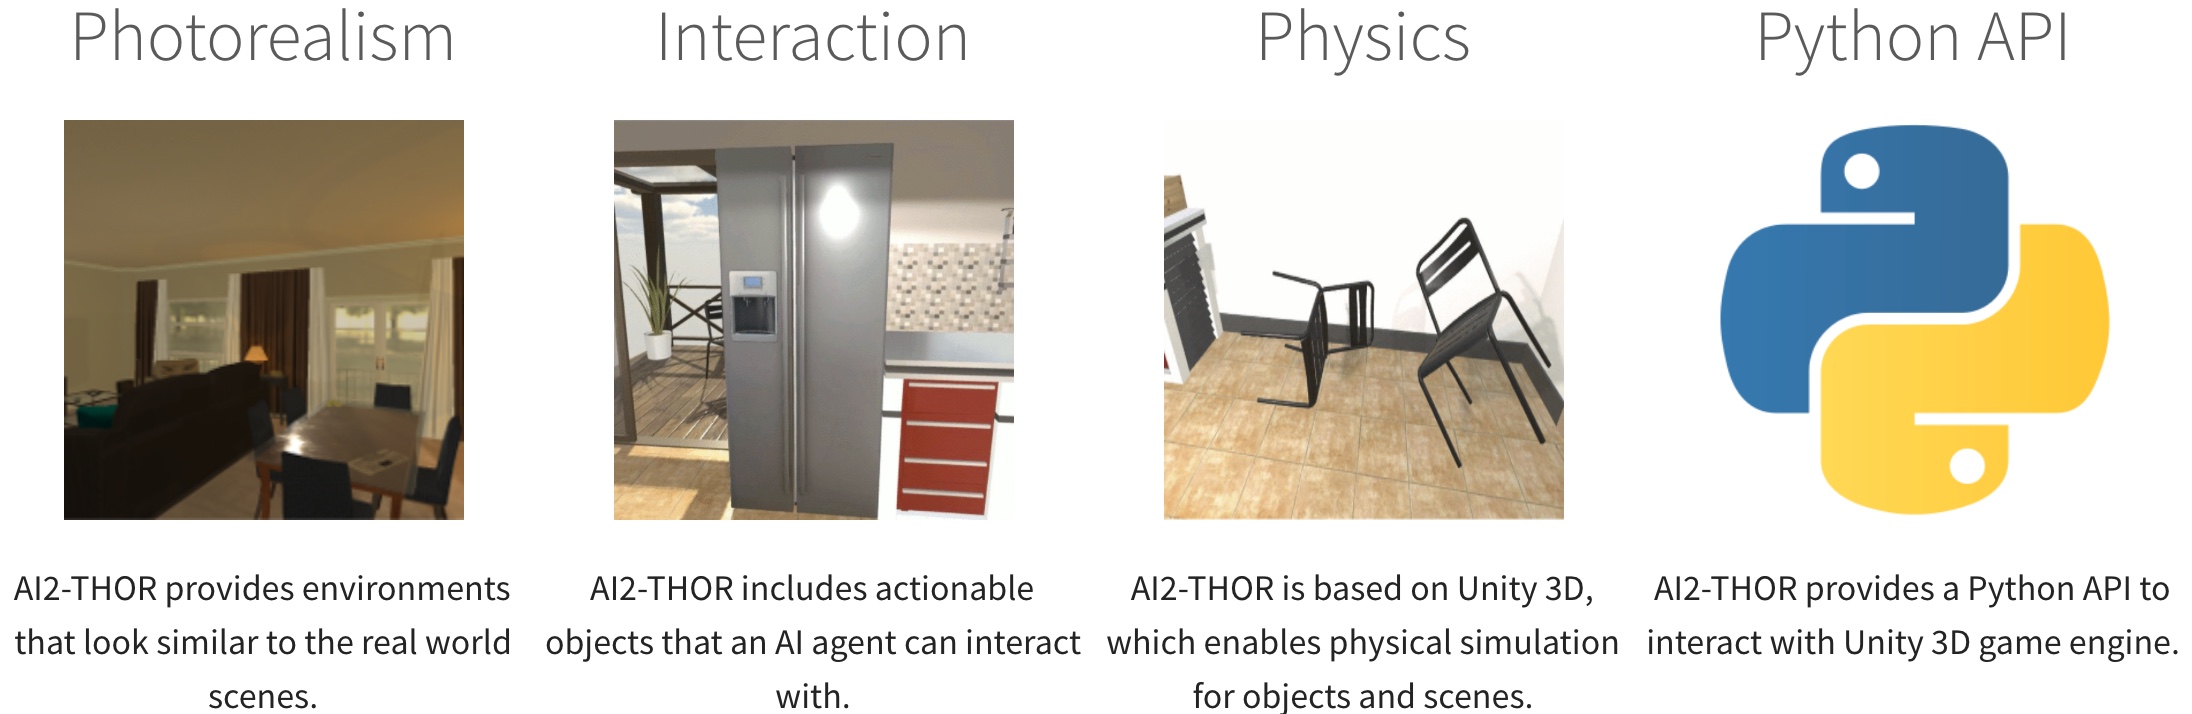 Photorealism
Interaction
Physics
Python API
AI2-THOR provides environments
that look similar to the real world
scenes.
AI2-THOR includes actionable
objects that an AI agent can interact
with.
AI2-THOR is based on Unity 3D,
which enables physical simulation
for objects and scenes.
AI2-THOR provides a Python API to
interact with Unity 3D game engine.